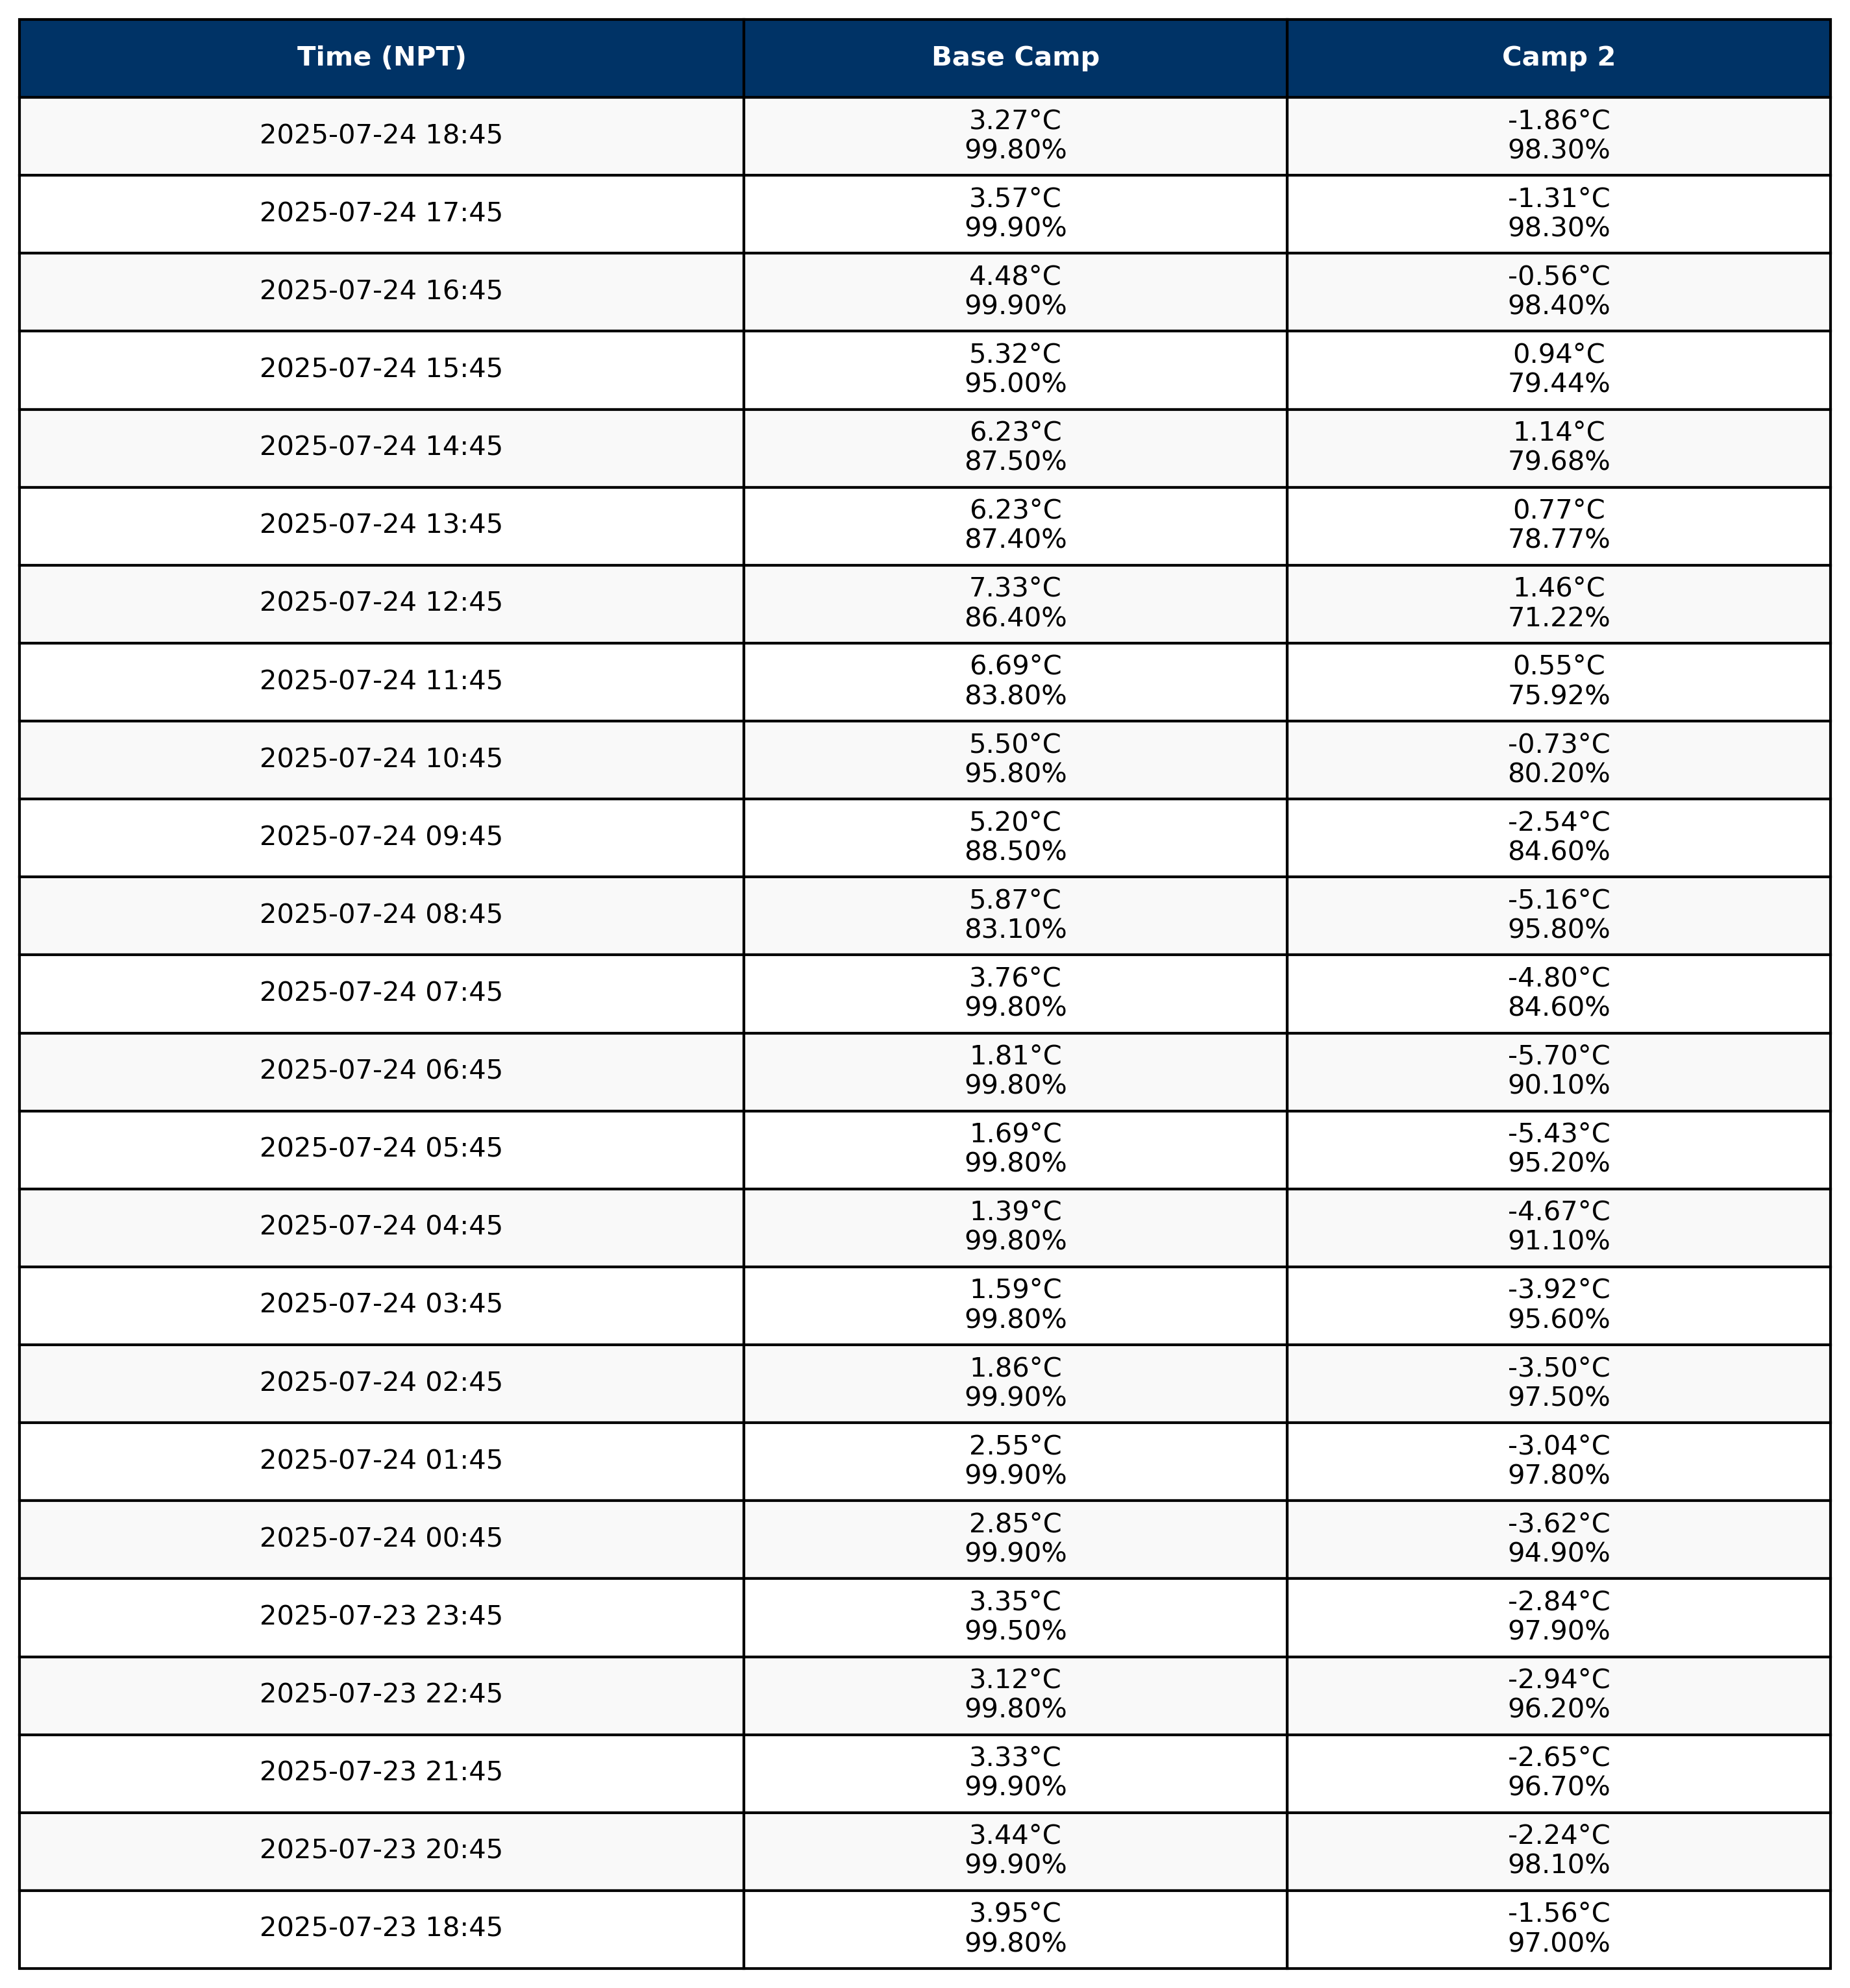 Time (NPT) Base Camp Camp 2
2025-07-24 18:45 3.27°C -1.86°C
99.80% 98.30%
2025-07-24 17:45 3.57°C -1.31°C
99.90% 98.30%
2025-07-24 16:45 4.48°C -0.56°C
99.90% 98.40%
2025-07-24 15:45 5.32°C 0.94°C
95.00% 79.44%
2025-07-24 14:45 6.23°C 1.14°C
87.50% 79.68%
2025-07-24 13:45 6.23°C 0.77°C
87.40% 78.77%
2025-07-24 12:45 7.33°C 1.46°C
86.40% 71.22%
2025-07-24 11:45 6.69°C 0.55°C
83.80% 75.92%
2025-07-24 10:45 5.50°C -0.73°C
95.80% 80.20%
2025-07-24 09:45 5.20°C -2.54°C
88.50% 84.60%
2025-07-24 08:45 5.87°C -5.16°C
83.10% 95.80%
2025-07-24 07:45 3.76°C -4.80°C
99.80% 84.60%
2025-07-24 06:45 1.81°C -5.70°C
99.80% 90.10%
2025-07-24 05:45 1.69°C -5.43°C
99.80% 95.20%
2025-07-24 04:45 1.39°C -4.67°C
99.80% 91.10%
2025-07-24 03:45 1.59°C -3.92°C
99.80% 95.60%
2025-07-24 02:45 1.86°C -3.50°C
99.90% 97.50%
2025-07-24 01:45 2.55°C -3.04°C
99.90% 97.80%
2025-07-24 00:45 2.85°C -3.62°C
99.90% 94.90%
2025-07-23 23:45 3.35°C -2.84°C
99.50% 97.90%
2025-07-23 22:45 3.12°C -2.94°C
99.80% 96.20%
2025-07-23 21:45 3.33°C -2.65°C
99.90% 96.70%
2025-07-23 20:45 3.44°C -2.24°C
99.90% 98.10%
2025-07-23 18:45 3.95°C -1.56°C
99.80% 97.00%